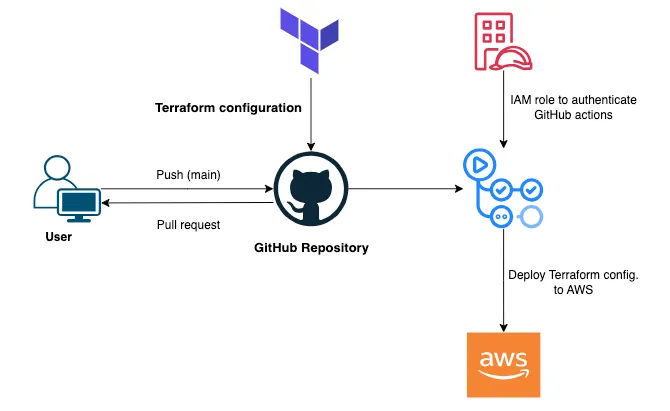 IAM role to authenticate
GitHub actions
Terraform configuration
Push (main)
Pull request
User
GitHub Repository
Deploy Terraform config.
to AWS
aws